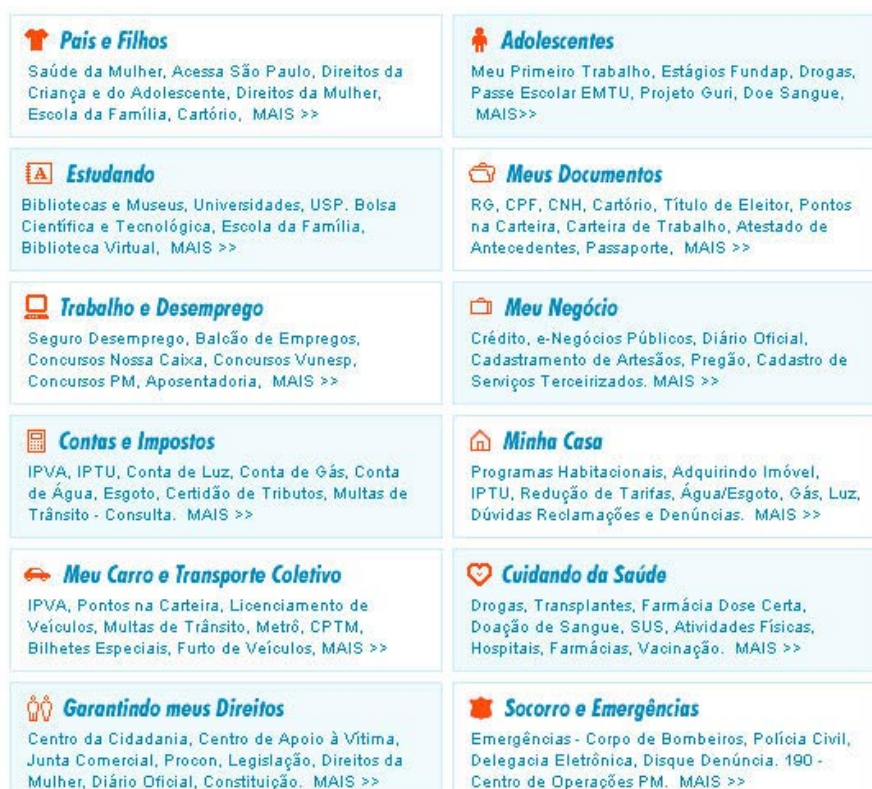 Pais e Filhos
Saúde da Mulher, Acessa São Paulo, Direitos da
Criança e do Adolescente, Direitos da Mulher,
Escola da Família, Cartório, MAIS >>
Adolescentes
Meu Primeiro Trabalho, Estágios Fundap, Drogas,
Passe Escolar EMTU, Projeto Guri, Doe Sangue,
MAIS>>
A Estudando
Bibliotecas e Museus, Universidades, USP. Bolsa
Científica e Tecnológica, Escola da Família,
Biblioteca Virtual, MAIS >>
Meus Documentos
RG, CPF, CNH, Cartório, Título de Eleitor, Pontos
na Carteira, Carteira de Trabalho, Atestado de
Antecedentes, Passaporte, MAIS >>
Trabalho e Desemprego
Seguro Desemprego, Balcão de Empregos,
Concursos Nossa Caixa, Concursos Vunesp,
Concursos PM, Aposentadoria, MAIS >>
Meu Negócio
Crédito, e-Negócios Públicos, Diário Oficial,
Cadastramento de Artesãos, Pregão, Cadastro de
Serviços Terceirizados. MAIS >>
Contas e Impostos
IPVA, IPTU, Conta de Luz, Conta de Gás, Conta
de Água, Esgoto, Certidão de Tributos, Multas de
Trânsito - Consulta. MAIS >>
Minha Casa
Programas Habitacionais, Adquirindo Imóvel,
IPTU, Redução de Tarifas, Água/Esgoto, Gás, Luz,
Dúvidas Reclamações e Denúncias. MAIS >>
Meu Carro e Transporte Coletivo
IPVA, Pontos na Carteira, Licenciamento de
Veículos, Multas de Trânsito, Metrô, CPTM,
Bilhetes Especiais, Furto de Veículos, MAIS >>
Cuidando da Saúde
Drogas, Transplantes, Farmácia Dose Certa,
Doação de Sangue, SUS, Atividades Físicas,
Hospitais, Farmácias, Vacinação. MAIS >>
Garantindo meus Direitos
Centro da Cidadania, Centro de Apoio à Vítima,
Junta Comercial, Procon, Legislação, Direitos da
Mulher, Diário Oficial, Constituição. MAIS >>
Socorro e Emergências
Emergências - Corpo de Bombeiros, Polícia Civil,
Delegacia Eletrônica, Disque Denúncia. 190 -
Centro de Operações PM. MAIS >>